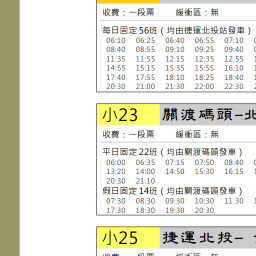 收費：一段票　緩衝區：無
每日固定56班（均由捷運北投站發車）
06:10 06:25 06:40 06:55 07:10
08:40 08:55 09:10 09:25 09:40
11:35 11:55 12:15 12:35 12:55
14:55 15:15 15:35 15:55 16:10
17:40 17:55 18:10 18:25 18:40
20:30 21:00 21:30 22:00 22:30
小23 關渡碼頭-北
收費：一段票　緩衝區：無
平日固定22班（均由關渡碼頭發車）
06:00 06:35 07:15 07:50 08:40
13:20 14:00 14:50 15:30 16:15
20:30 21:10
假日固定14班（均由關渡碼頭發車）
07:30 08:30 09:30 10:30 11:30
17:30 18:30 19:30 20:30
小25 捷運北投-